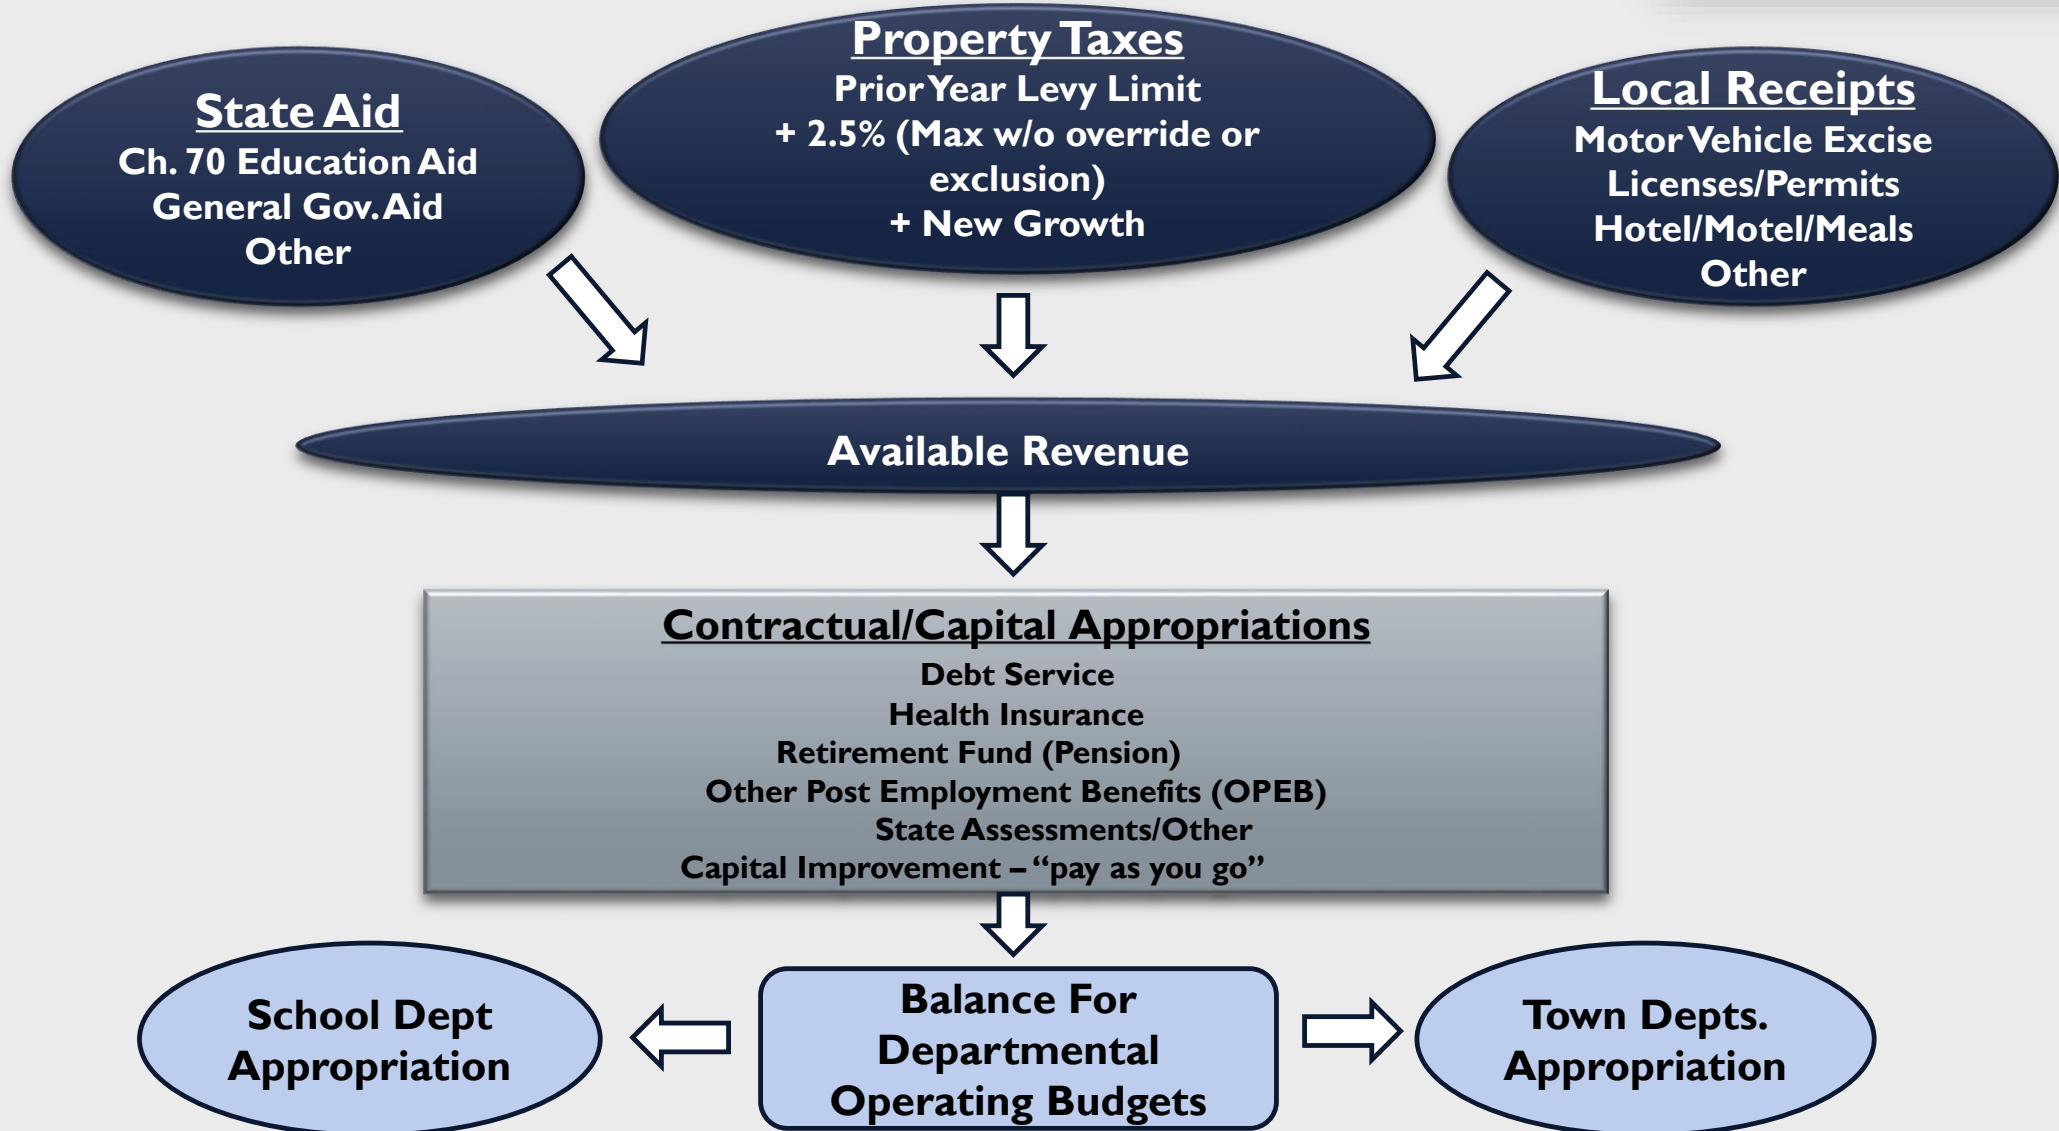 State Aid
Ch. 70 Education Aid
General Gov. Aid
Other
Property Taxes
Prior Year Levy Limit
+ 2.5% (Max w/o override or
exclusion)
+ New Growth
Local Receipts
Motor Vehicle Excise
Licenses/Permits
Hotel/Motel/Meals
Other
Available Revenue
Contractual/Capital Appropriations
Debt Service
Health Insurance
Retirement Fund (Pension)
Other Post Employment Benefits (OPEB)
State Assessments/Other
Capital Improvement – “pay as you go”
School Dept
Appropriation
Balance For
Departmental
Operating Budgets
Town Depts.
Appropriation